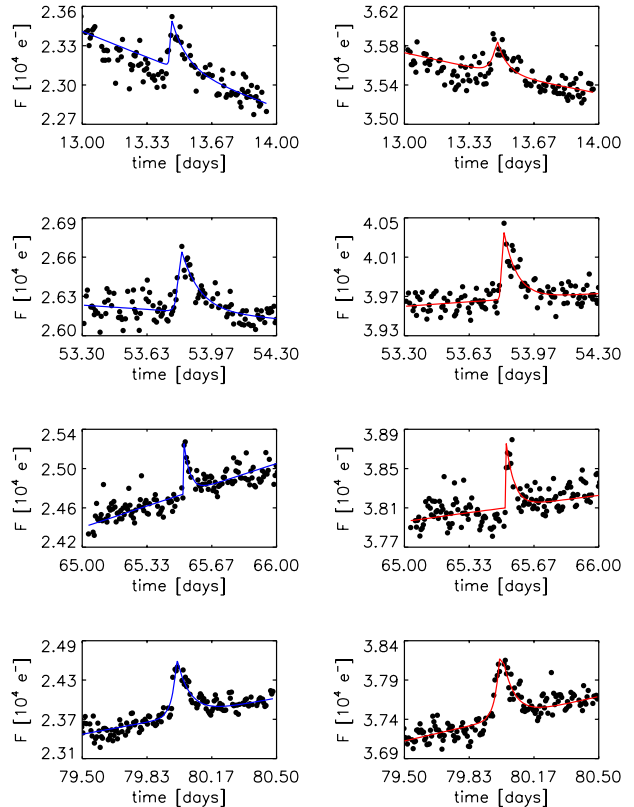 F [10⁴ e⁻]
2.36
2.33
2.30
2.27
13.00 13.33 13.67 14.00
time [days]
F [10⁴ e⁻]
3.62
3.58
3.54
3.50
13.00 13.33 13.67 14.00
time [days]
F [10⁴ e⁻]
2.69
2.66
2.63
2.60
53.30 53.63 53.97 54.30
time [days]
F [10⁴ e⁻]
4.05
4.01
3.97
3.93
53.30 53.63 53.97 54.30
time [days]
F [10⁴ e⁻]
2.54
2.50
2.46
2.42
65.00 65.33 65.67 66.00
time [days]
F [10⁴ e⁻]
3.89
3.85
3.81
3.77
65.00 65.33 65.67 66.00
time [days]
F [10⁴ e⁻]
2.49
2.43
2.37
2.31
79.50 79.83 80.17 80.50
time [days]
F [10⁴ e⁻]
3.84
3.79
3.74
3.69
79.50 79.83 80.17 80.50
time [days]